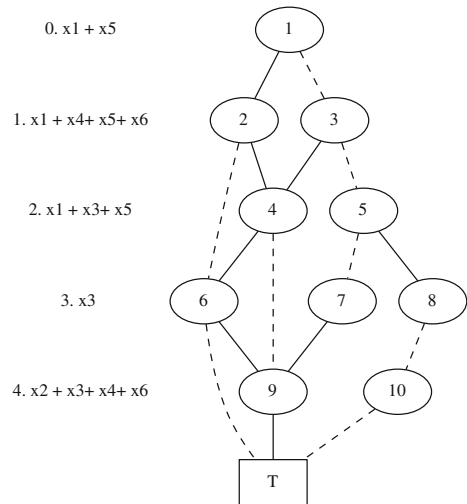 0. x1 + x5
1
1. x1 + x4+ x5+ x6
2
3
2. x1 + x3+ x5
4
5
3. x3
6
7
8
4. x2 + x3+ x4+ x6
9
10
T